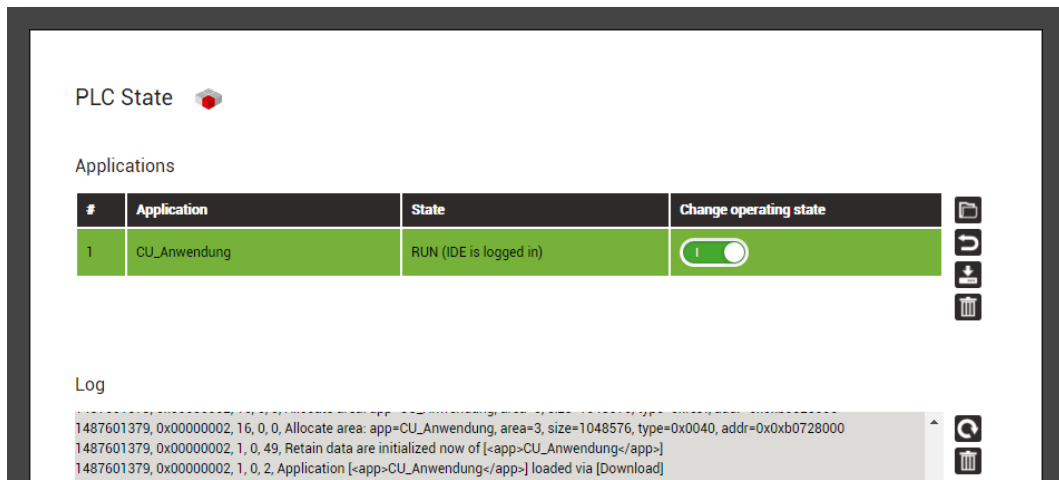 PLC State
Applications
# Application State Change operating state
1 CU_Anwendung RUN (IDE is logged in) I
Log
1487601379, 0x00000002, 16, 0, 0, Allocate area: app=CU_Anwendung, area=3, size=1048576, type=0x0040, addr=0x0xb0728000
1487601379, 0x00000002, 1, 0, 49, Retain data are initialized now of [<app>CU_Anwendung</app>]
1487601379, 0x00000002, 1, 0, 2, Application [<app>CU_Anwendung</app>] loaded via [Download]